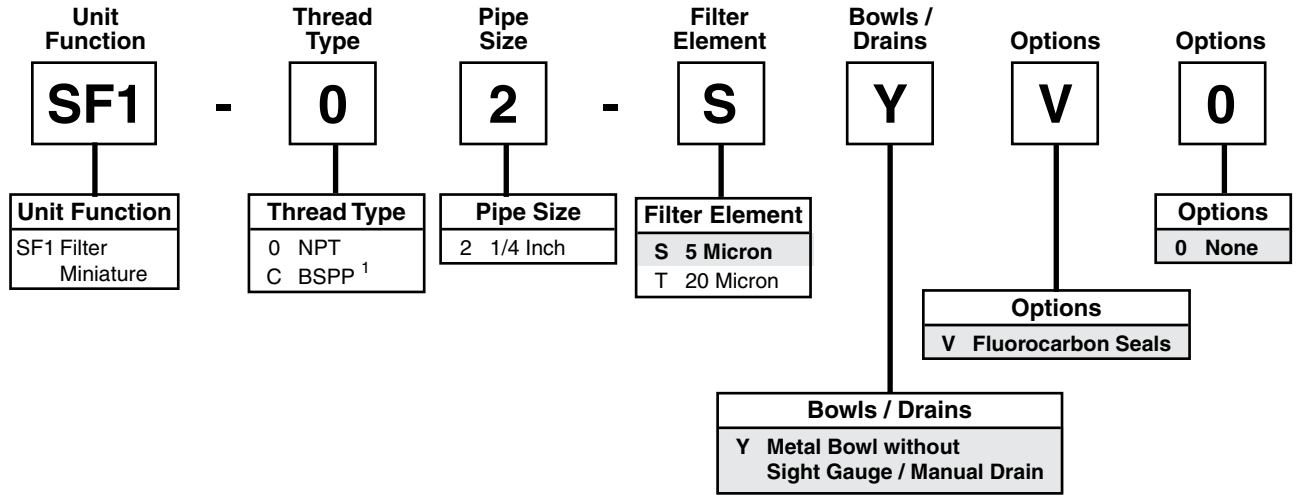 Unit
Function
Thread
Type
Pipe
Size
Filter
Element
Bowls /
Drains
Options
Options
SF1 - 0 2 - S Y V 0
Unit Function
SF1 Filter
Miniature
Thread Type
0 NPT
C BSPP 1
Pipe Size
2 1/4 Inch
Filter Element
S 5 Micron
T 20 Micron
Options
0 None
Options
V Fluorocarbon Seals
Bowls / Drains
Y Metal Bowl without
Sight Gauge / Manual Drain